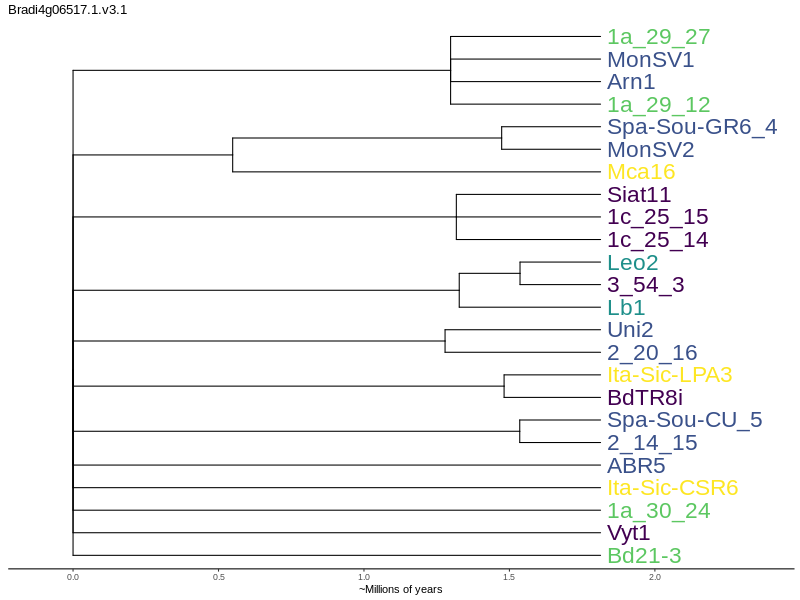 Bradi4g06517.1.v3.1
1a_29_27
MonSV1
Arn1
1a_29_12
Spa-Sou-GR6_4
MonSV2
Mca16
Siat11
1c_25_15
1c_25_14
Leo2
3_54_3
Lb1
Uni2
2_20_16
Ita-Sic-LPA3
BdTR8i
Spa-Sou-CU_5
2_14_15
ABR5
Ita-Sic-CSR6
1a_30_24
Vyt1
Bd21-3
0.0 0.5 1.0 1.5 2.0
~Millions of years